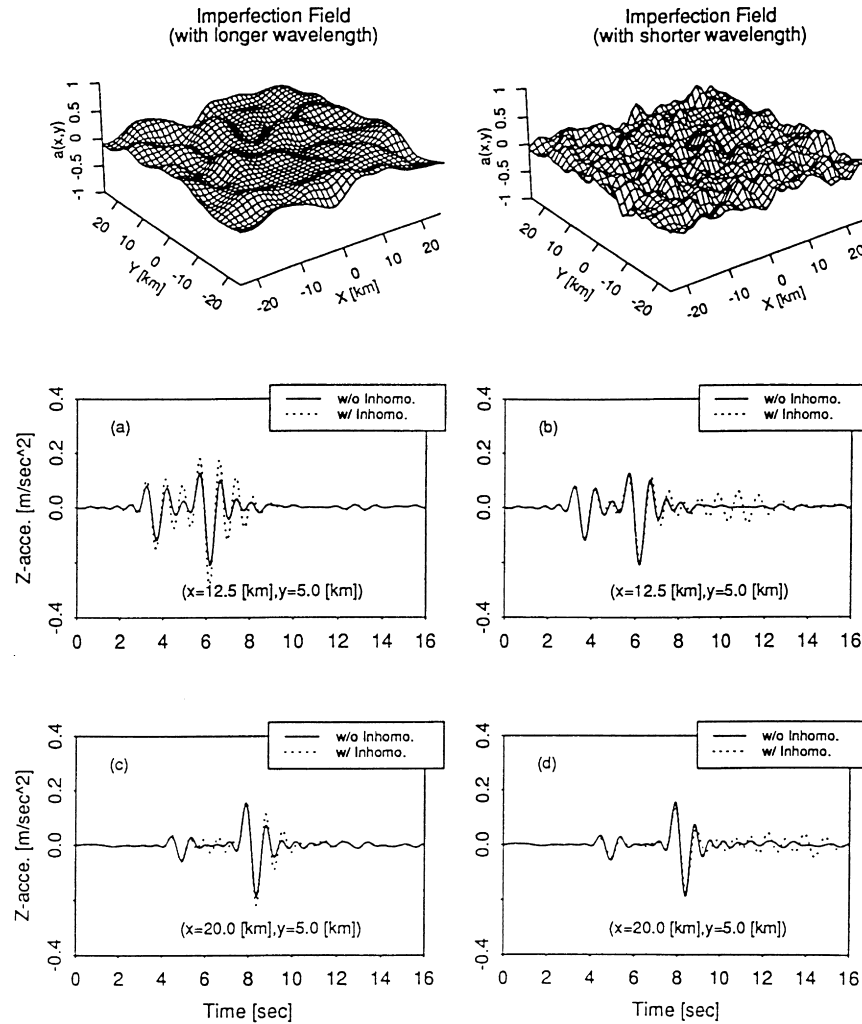 Imperfection Field
(with longer wavelength)
Imperfection Field
(with shorter wavelength)
a(x,y)
1
0.5
0
-0.5
-1
20
10
0
-10
-20
Y [km]
-20
-10
0
10
20
X [km]
a(x,y)
1
0.5
0
-0.5
-1
20
10
0
-10
-20
Y [km]
-20
-10
0
10
20
X [km]
Z-acce. [m/sec^2]
0.4
0.2
0.0
-0.4
w/o Inhomo.
w/ Inhomo.
(a)
(x=12.5 [km],y=5.0 [km])
0 2 4 6 8 10 12 14 16
0.4
0.2
0.0
-0.4
w/o Inhomo.
w/ Inhomo.
(b)
(x=12.5 [km],y=5.0 [km])
0 2 4 6 8 10 12 14 16
Z-acce. [m/sec^2]
0.4
0.2
0.0
-0.4
w/o Inhomo.
w/ Inhomo.
(c)
(x=20.0 [km],y=5.0 [km])
0 2 4 6 8 10 12 14 16
Time [sec]
0.4
0.2
0.0
-0.4
w/o Inhomo.
w/ Inhomo.
(d)
(x=20.0 [km],y=5.0 [km])
0 2 4 6 8 10 12 14 16
Time [sec]